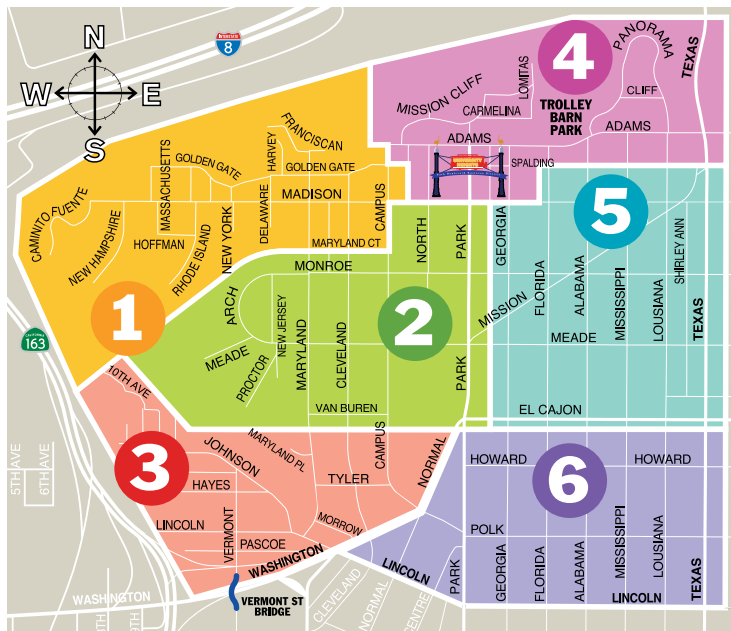 N
W
E
S
INTERSTATE
8
CALIFORNIA
163
4
PANORAMA
TEXAS
LOMITAS
MISSION CLIFF
CARMELINA
TROLLEY
BARN
PARK
CLIFF
ADAMS
ADAMS
UNIVERSITY
HEIGHTS
SPALDING
FRANCISCAN
HARVEY
MASSACHUSETTS
GOLDEN GATE
GOLDEN GATE
DELAWARE
MADISON
CAMPUS
CAMINITO FUENTE
NEW HAMPSHIRE
HOFFMAN
RHODE ISLAND
NEW YORK
MARYLAND CT
1
NORTH
PARK
MONROE
ARCH
2
MEADE
PROCTOR
NEW JERSEY
MARYLAND
CLEVELAND
PARK
VAN BUREN
5
GEORGIA
FLORIDA
ALABAMA
MISSISSIPPI
LOUISIANA
SHIRLEY ANN
TEXAS
MISSION
MEADE
EL CAJON
10TH AVE
3
JOHNSON
MARYLAND PL
CAMPUS
NORMAL
HAYES
TYLER
LINCOLN
VERMONT
PASCOE
MORROW
WASHINGTON
5TH AVE
6TH AVE
WASHINGTON
9TH
VERMONT ST
BRIDGE
CLEVELAND
NORMAL
CENTRE
6
HOWARD
HOWARD
POLK
LINCOLN
PARK
GEORGIA
FLORIDA
ALABAMA
MISSISSIPPI
LOUISIANA
TEXAS
LINCOLN